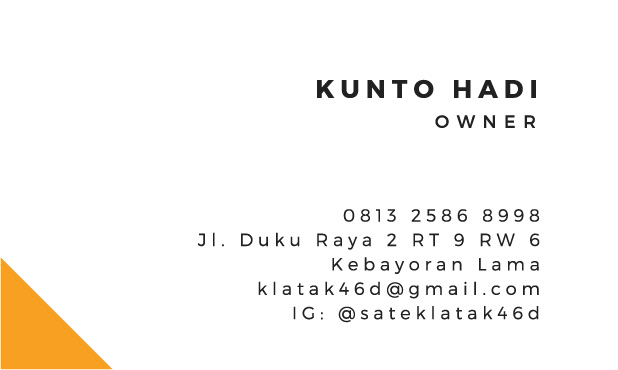 KUNTO HADI
OWNER
0813 2586 8998
Jl. Duku Raya 2 RT 9 RW 6
Kebayoran Lama
klatak46d@gmail.com
IG: @sateklatak46d